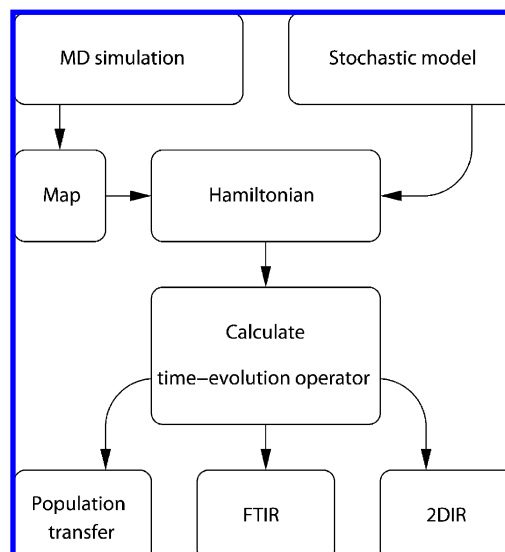 MD simulation
Stochastic model
Map
Hamiltonian
Calculate
time−evolution operator
Population
transfer
FTIR
2DIR